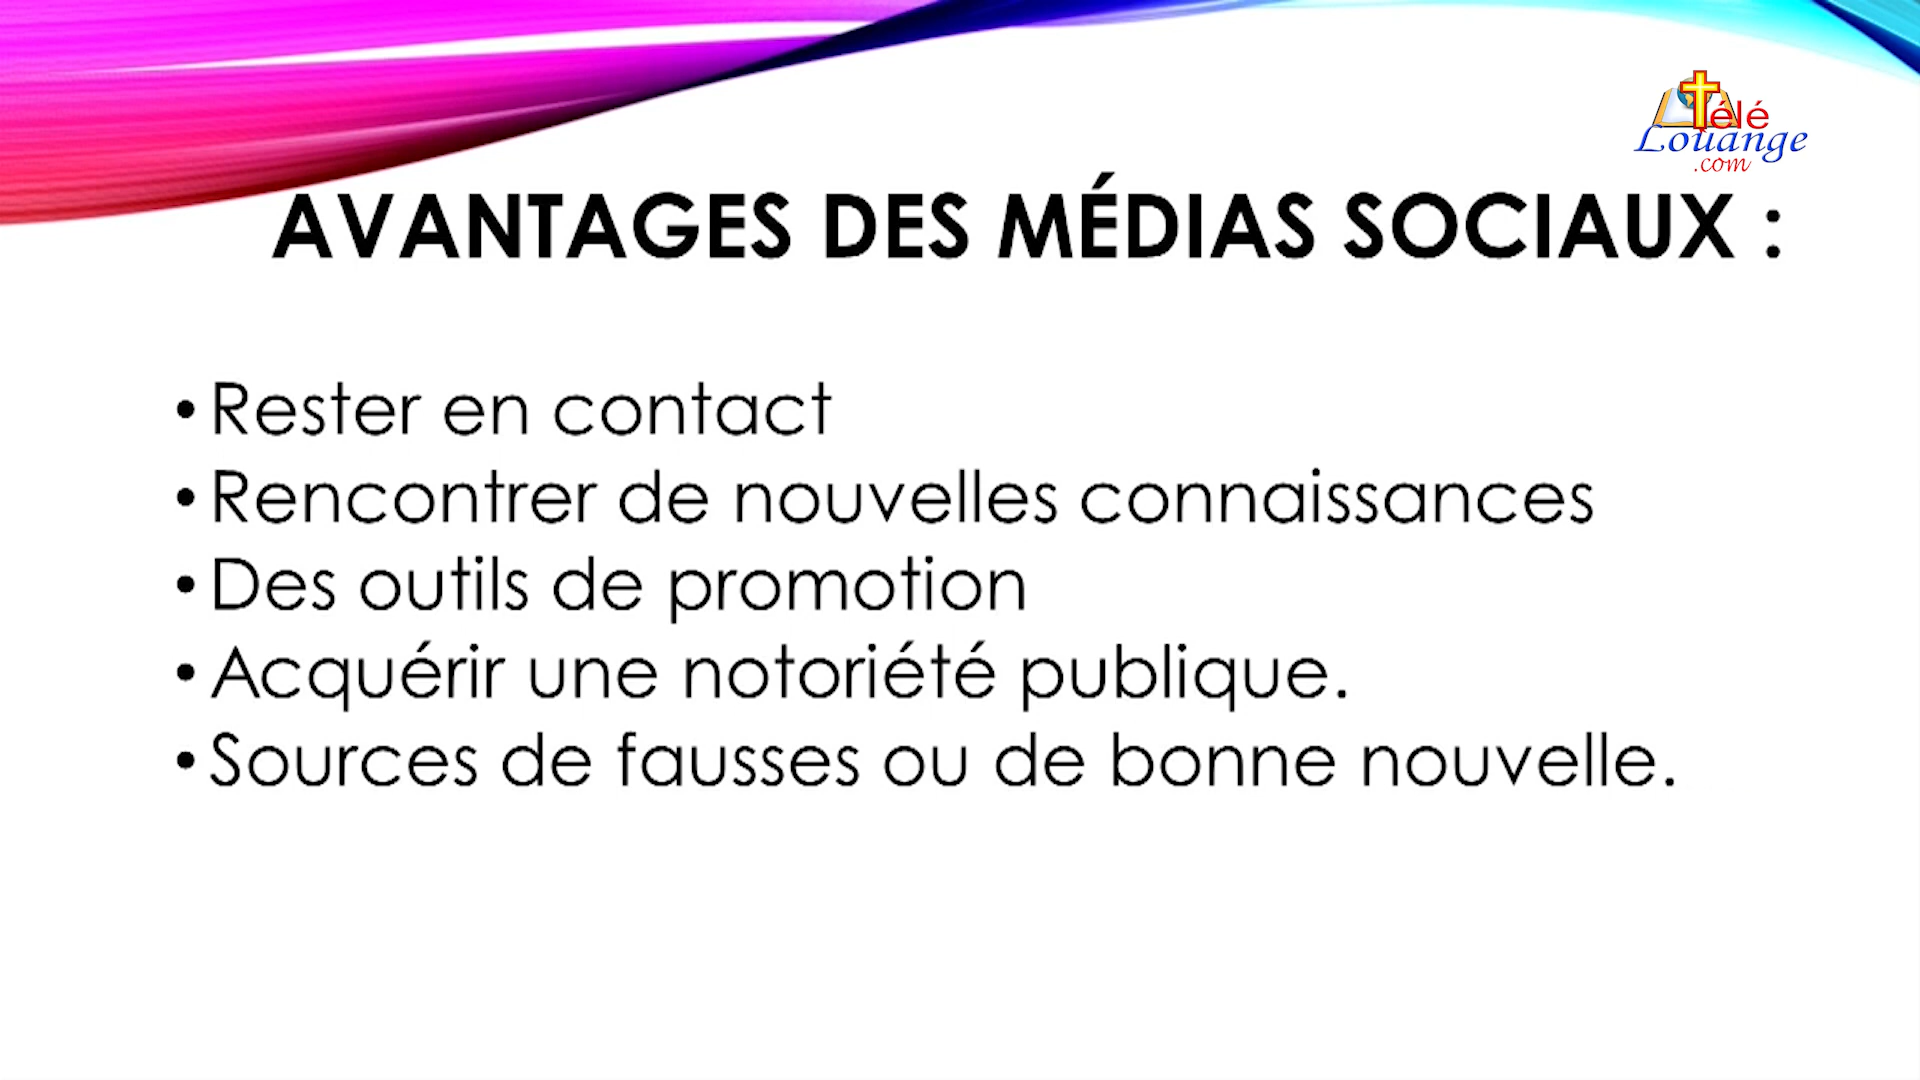 Télé
Louange
.com
AVANTAGES DES MÉDIAS SOCIAUX :
• Rester en contact
• Rencontrer de nouvelles connaissances
• Des outils de promotion
• Acquérir une notoriété publique.
• Sources de fausses ou de bonne nouvelle.